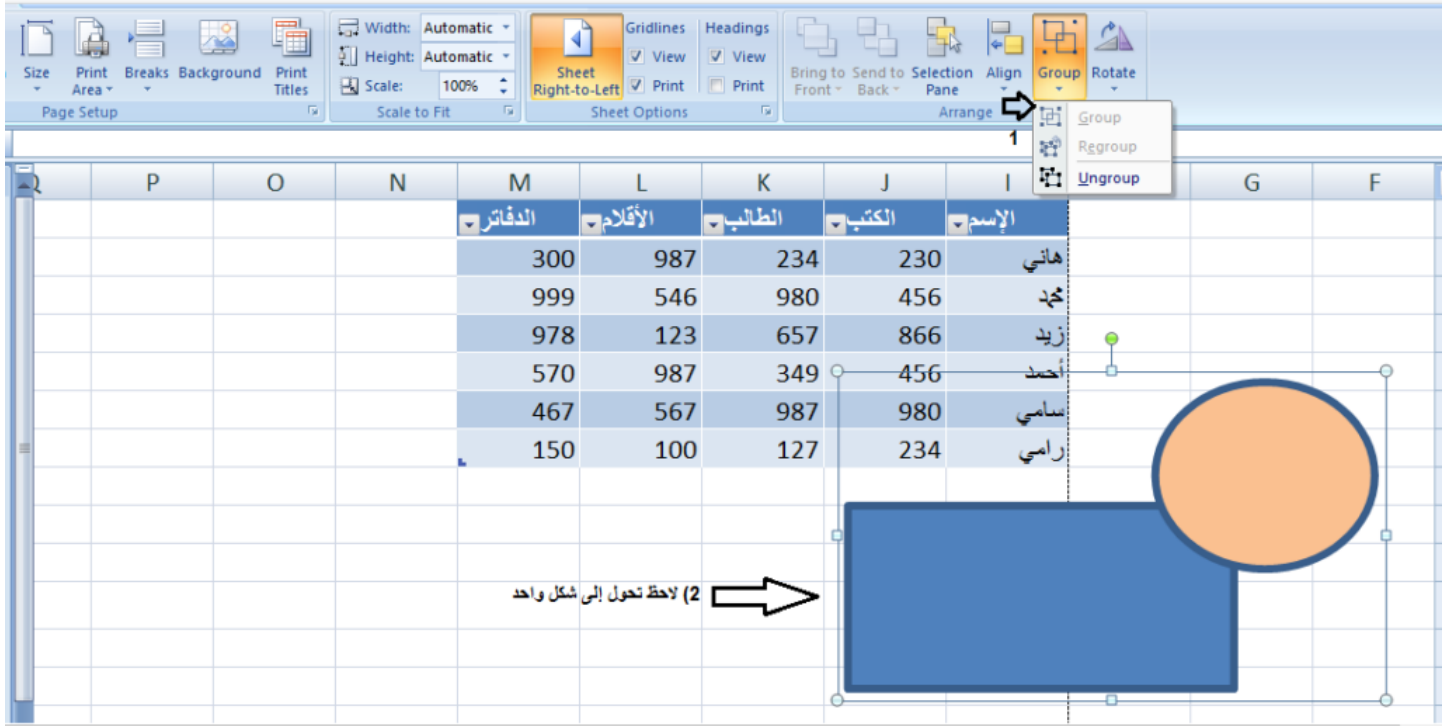 Width: Automatic
Height: Automatic
Scale: 100%
Size
Print Area
Breaks
Background
Print Titles
Page Setup
Scale to Fit
Sheet Right-to-Left
Gridlines
View
Print
Headings
View
Print
Sheet Options
Bring to Front
Send to Back
Selection Pane
Align
Group
Rotate
Arrange
1
Group
Regroup
Ungroup
Q P O N M L K J I G F
الإسم الكتب الطالب الأقلام الدفاتر
هاني 230 234 987 300
محمد 456 980 546 999
زيد 866 657 123 978
أحمد 456 349 987 570
سامي 980 987 567 467
رامي 234 127 100 150
2) لاحظ تحول إلى شكل واحد